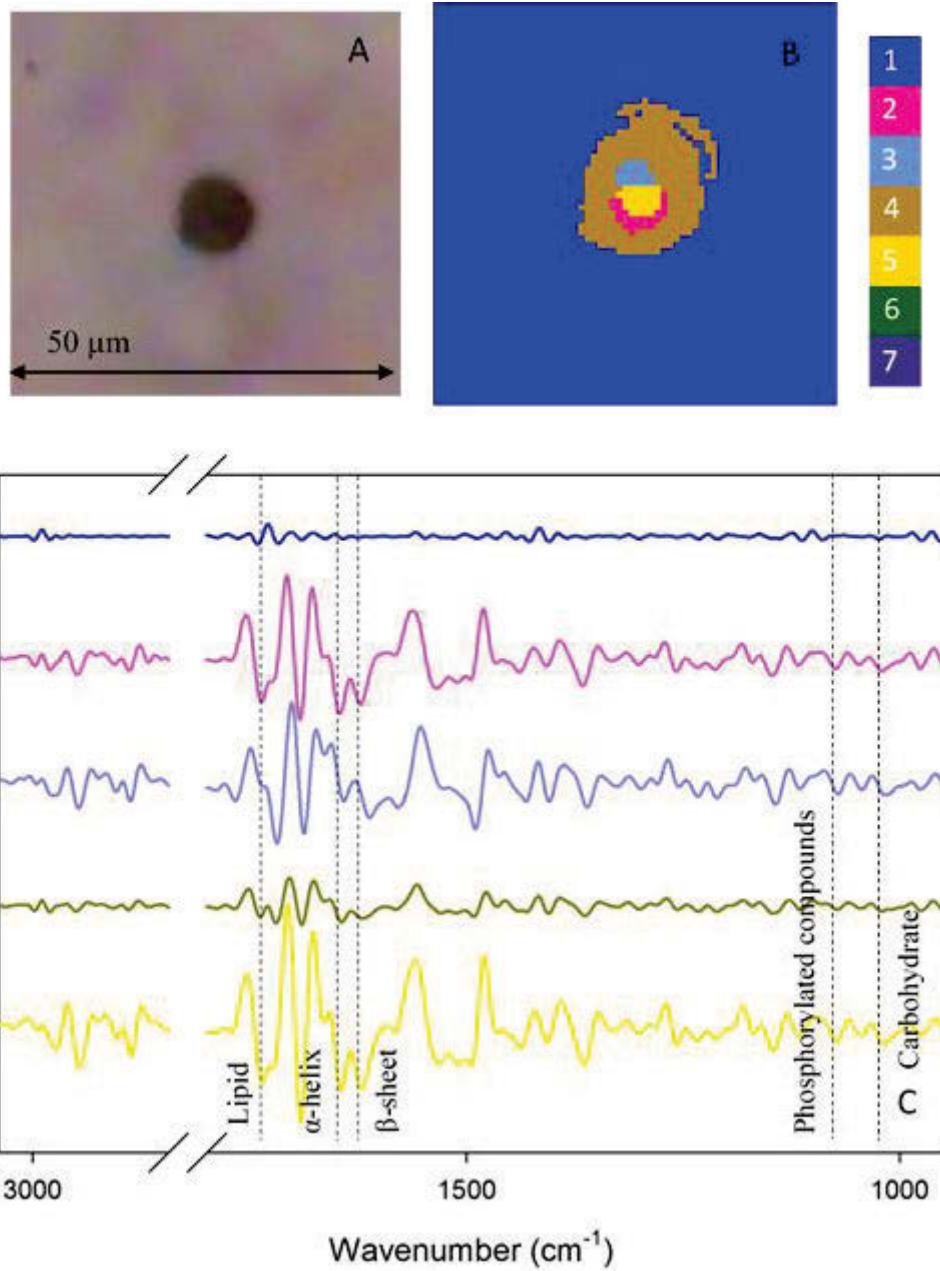 A
50 μm
B
1
2
3
4
5
6
7
Lipid
α-helix
β-sheet
Phosphorylated compounds
Carbohydrate
C
3000
1500
1000
Wavenumber (cm⁻¹)